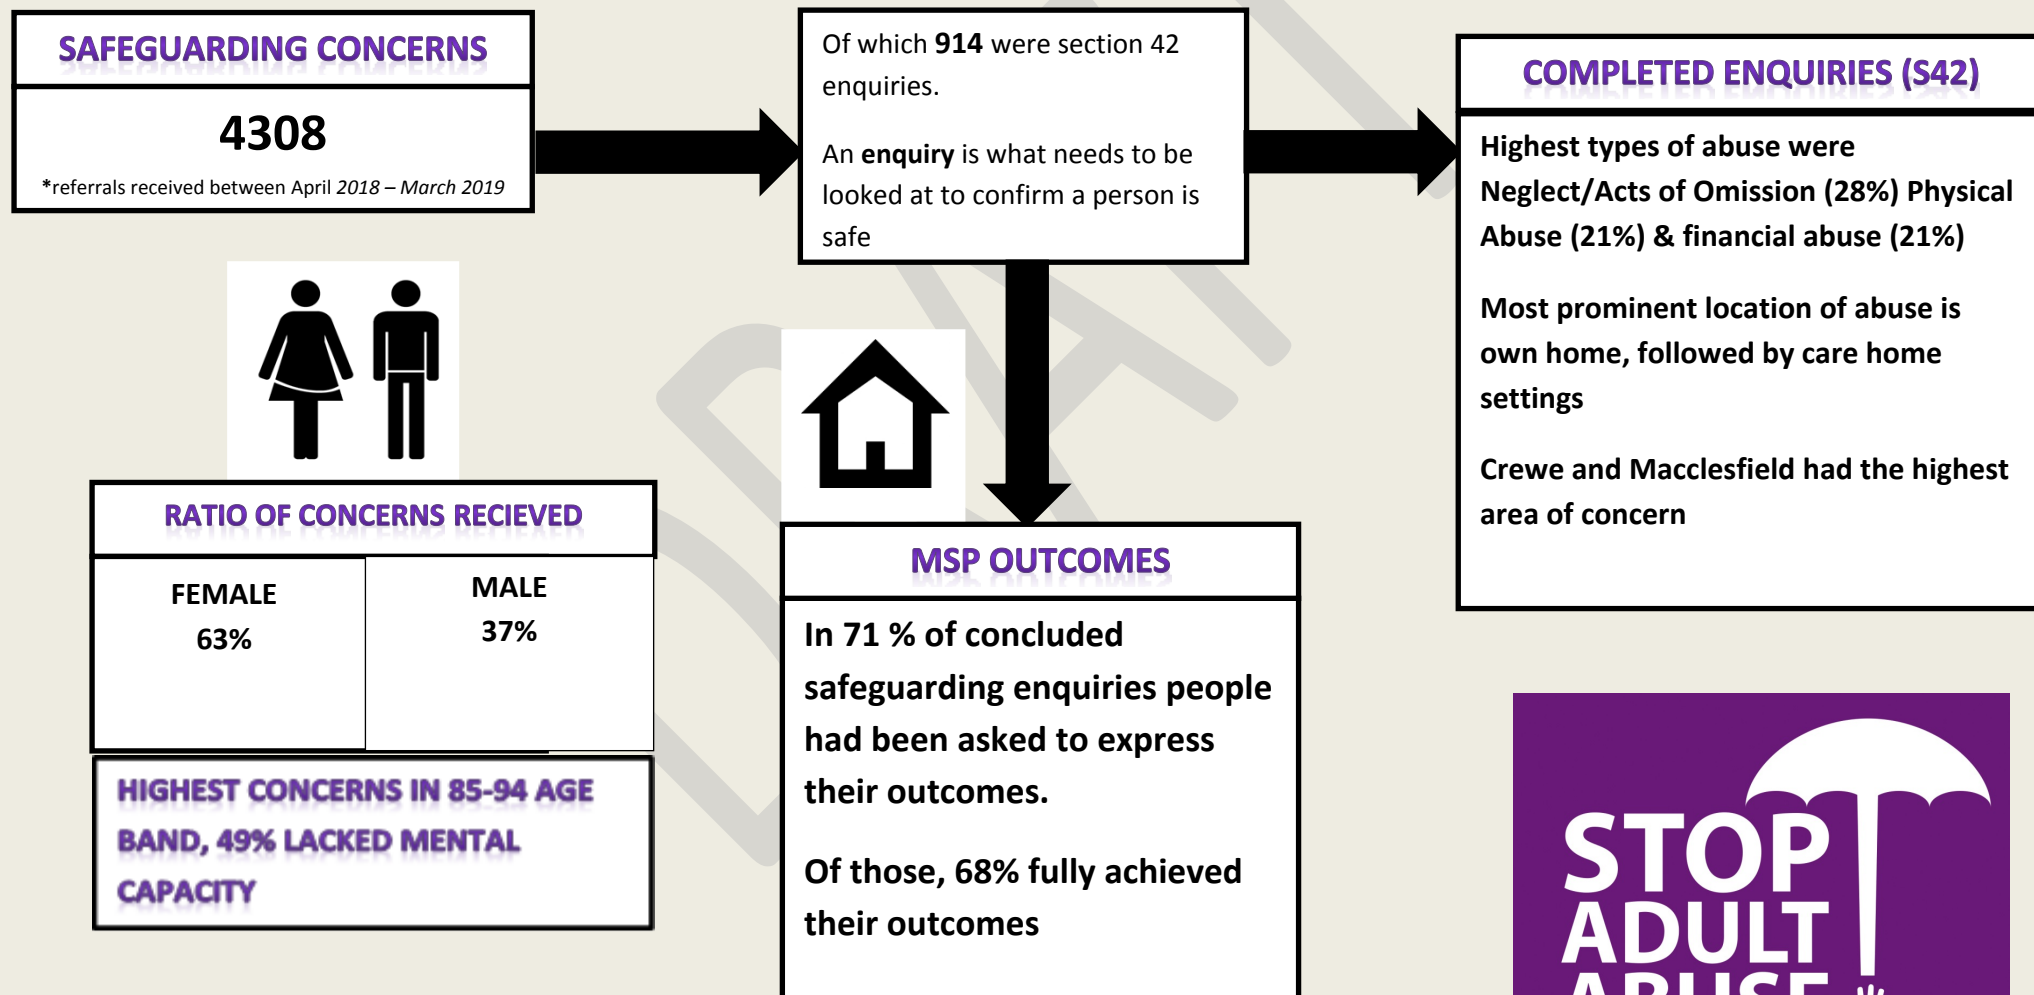 SAFEGUARDING CONCERNS
4308
*referrals received between April 2018 – March 2019
Of which 914 were section 42
enquiries.
An enquiry is what needs to be
looked at to confirm a person is
safe
COMPLETED ENQUIRIES (S42)
Highest types of abuse were
Neglect/Acts of Omission (28%) Physical
Abuse (21%) & financial abuse (21%)
Most prominent location of abuse is
own home, followed by care home
settings
Crewe and Macclesfield had the highest
area of concern
RATIO OF CONCERNS RECIEVED
FEMALE
63%
MALE
37%
HIGHEST CONCERNS IN 85-94 AGE
BAND, 49% LACKED MENTAL
CAPACITY
MSP OUTCOMES
In 71 % of concluded
safeguarding enquiries people
had been asked to express
their outcomes.
Of those, 68% fully achieved
their outcomes
STOP
ADULT
ABUSE
DRAFT